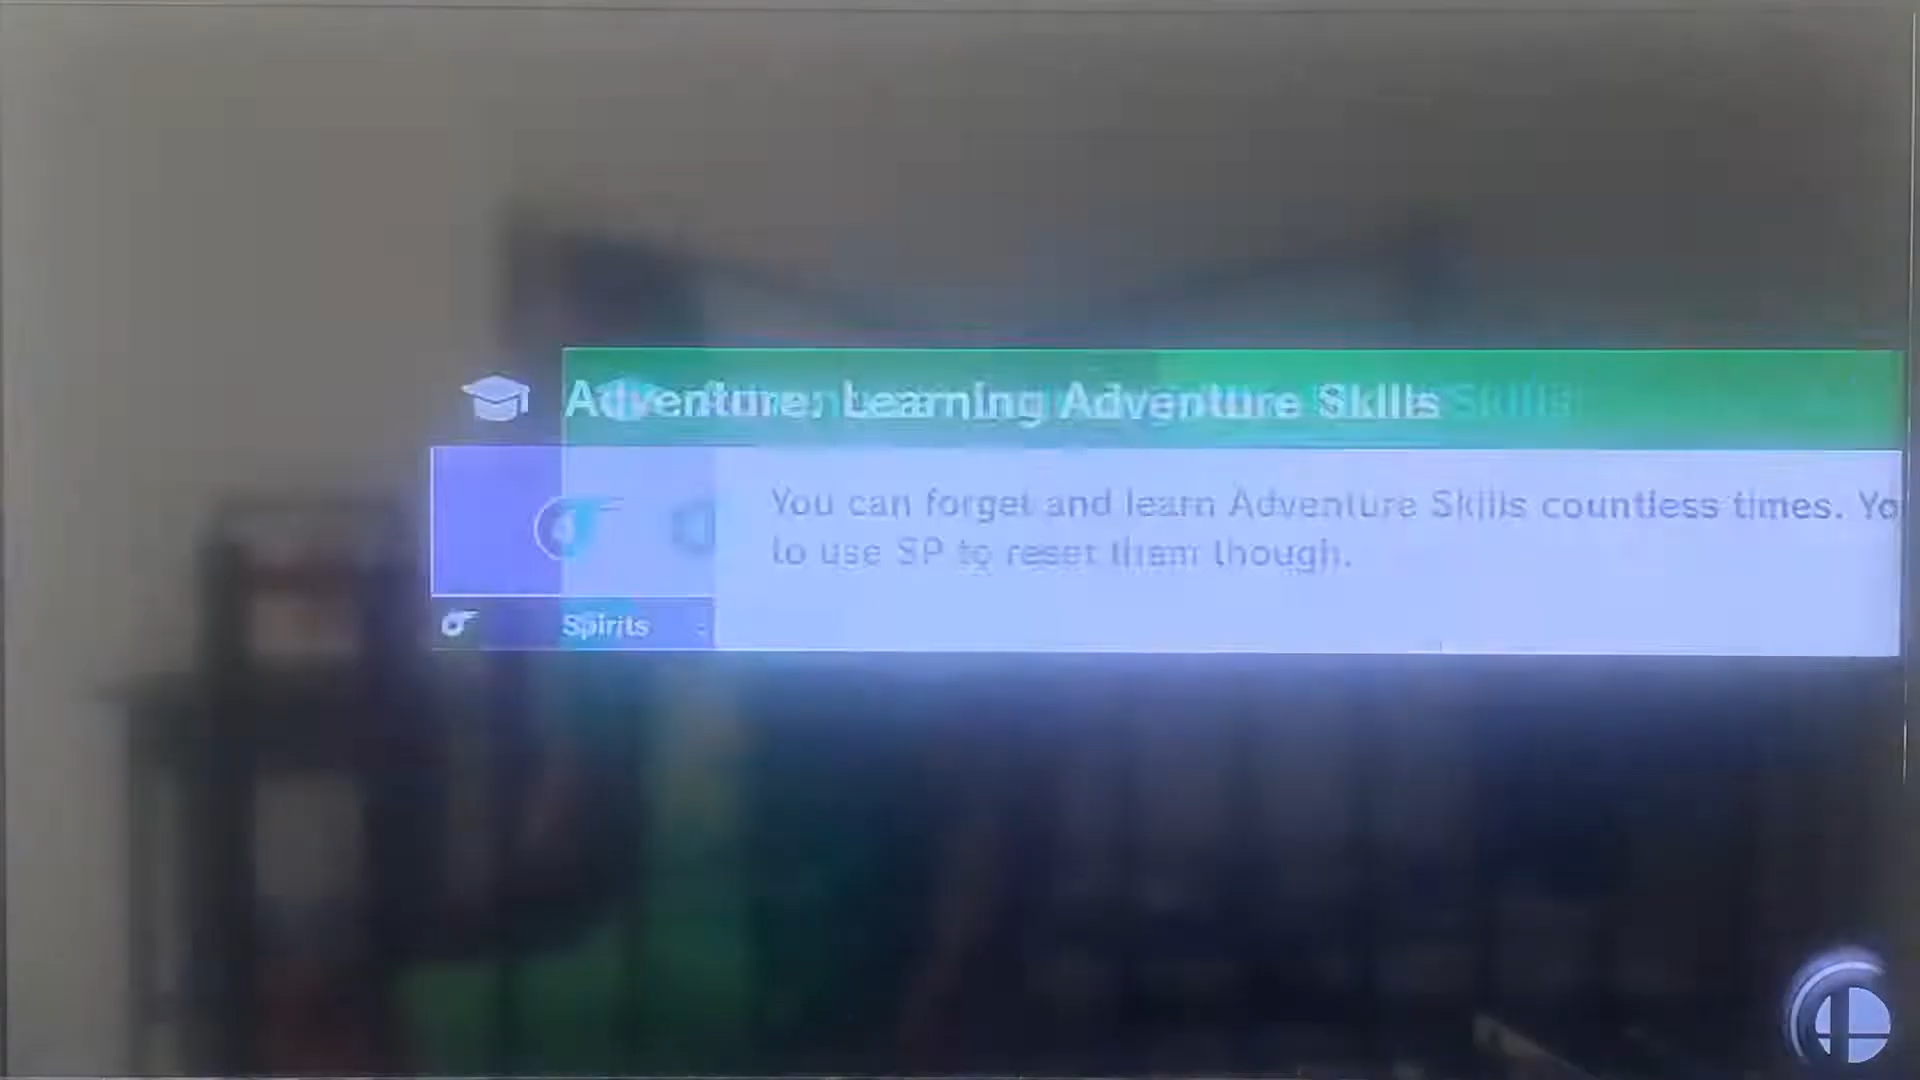 Adventure: Learning Adventure Skills
You can forget and learn Adventure Skills countless times. Yo
to use SP to reset them though.
Spirits